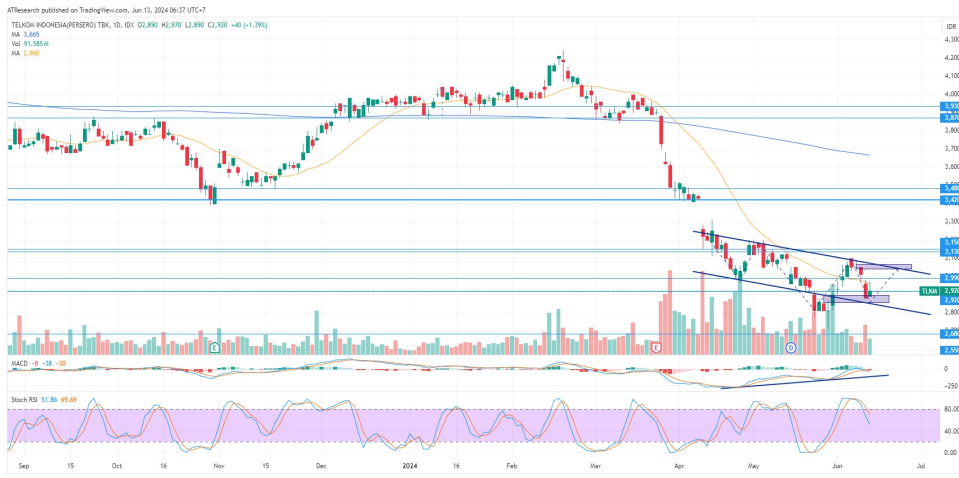 ATResearch published on TradingView.com, Jun 13, 2024 06:37 UTC+7
TELKOM INDONESIA(PERSERO) TBK, 1D, IDX O2,890 H2,970 L2,890 C2,920 +40 (+1.39%)
IDR
MA 3,665
Vol 91.585M
MA 2,960
4,300
4,200
4,100
4,000
3,930
3,870
3,800
3,700
3,600
3,480
3,420
3,300
3,150
3,130
2,990
TLKM 2,920
2,920
2,800
2,680
2,550
E
E
D
MACD −8 −38 −30
0
−250
Stoch RSI 51.86 69.69
80.00
40.00
0.00
Sep 15 Oct 16 Nov 15 Dec 2024 16 Feb Mar Apr May Jun Jul
TradingView